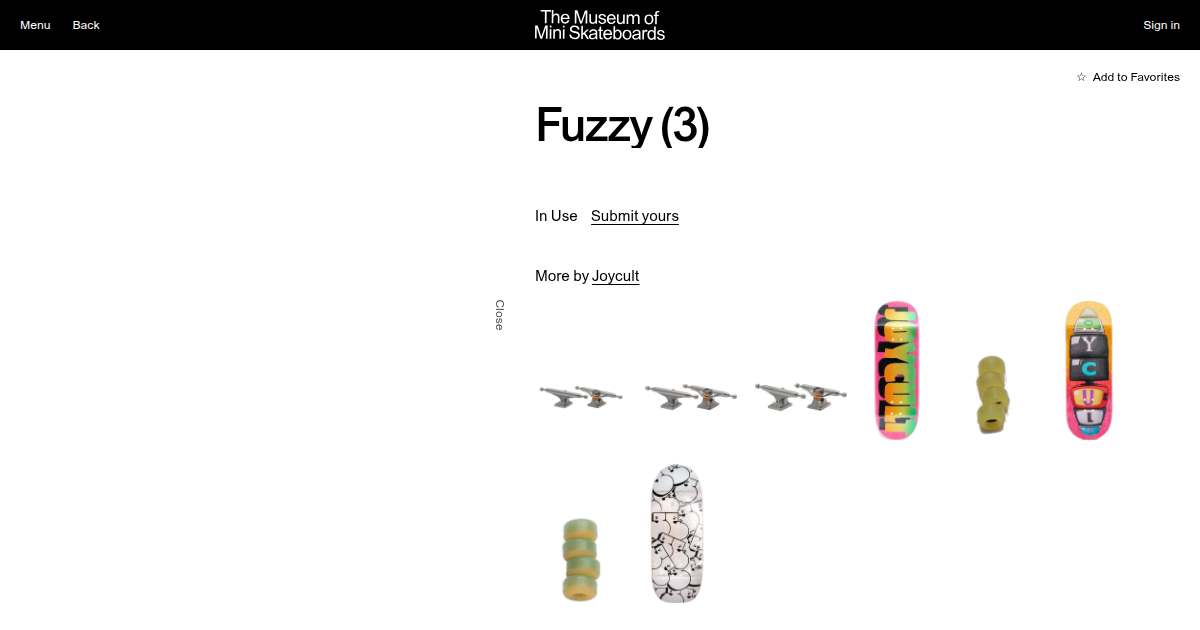 Menu
Back
The Museum of
Mini Skateboards
Sign in
☆ Add to Favorites
Fuzzy (3)
In Use Submit yours
More by Joycult
Close
JOYCULT